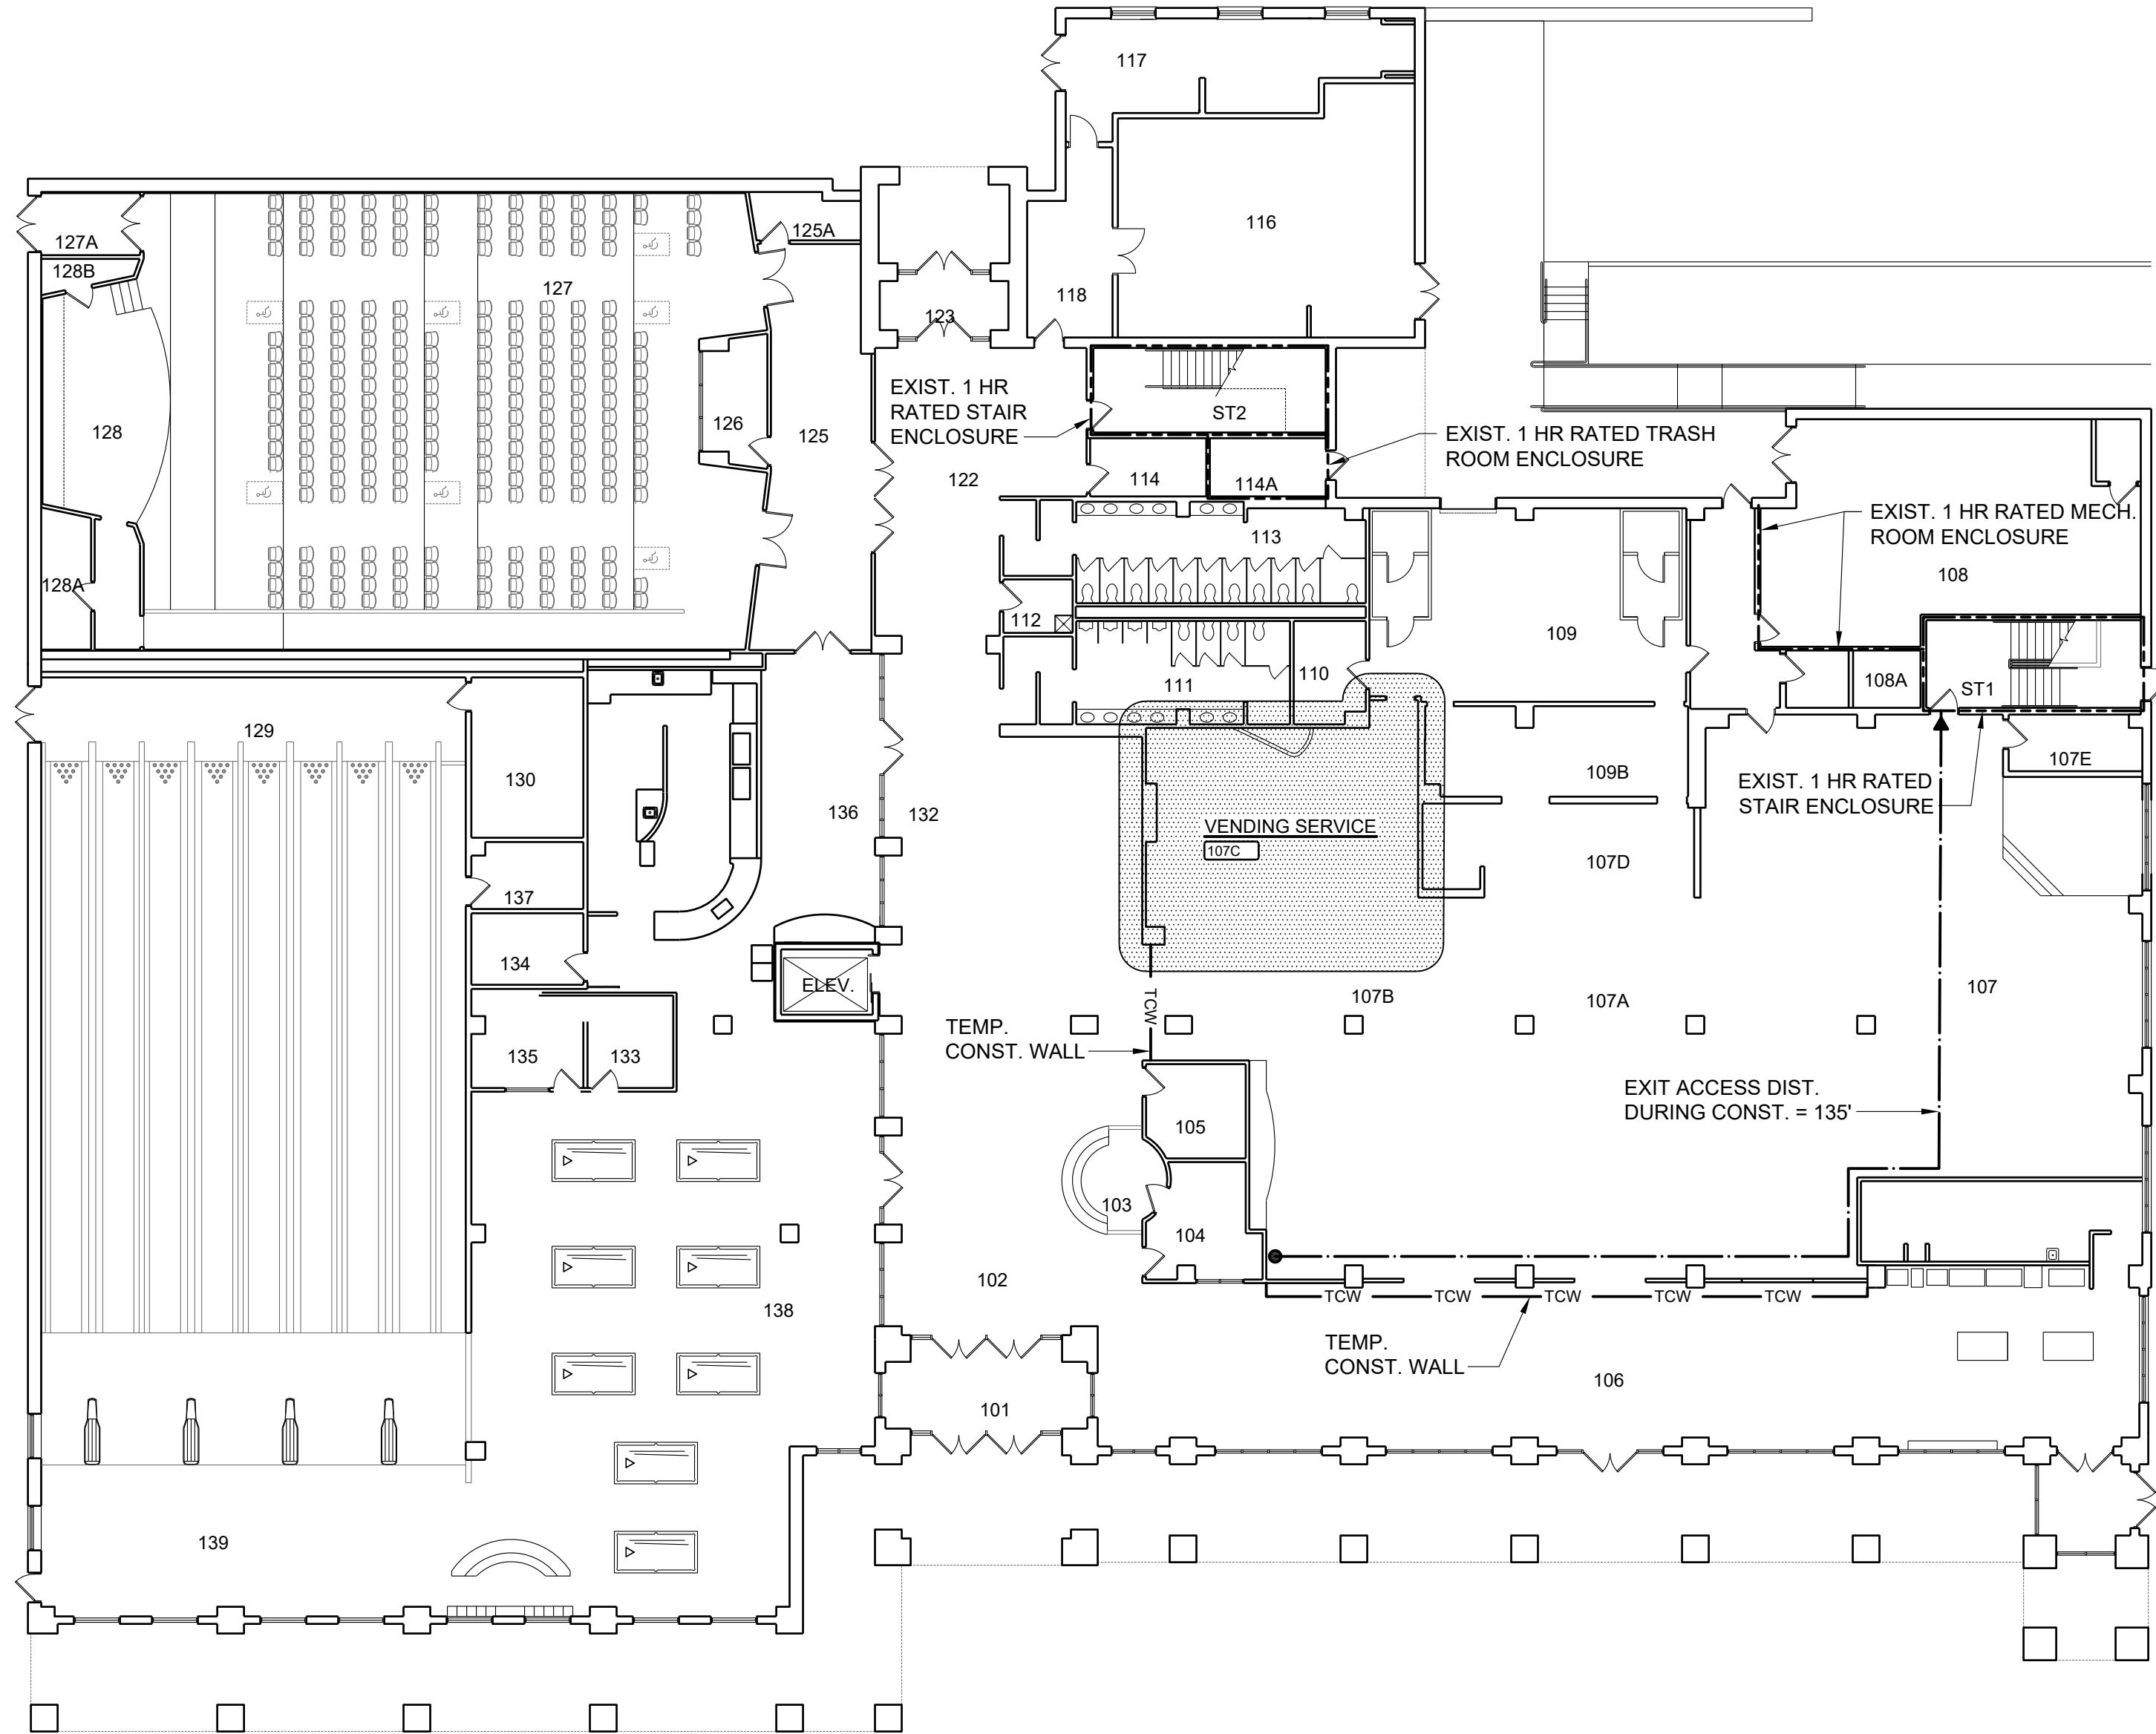 117
116
127A
128B
125A
127
123
118
128
126
125
EXIST. 1 HR
RATED STAIR
ENCLOSURE
ST2
EXIST. 1 HR RATED TRASH
ROOM ENCLOSURE
122
114
114A
EXIST. 1 HR RATED MECH.
ROOM ENCLOSURE
113
108
128A
112
109
111
110
108A
ST1
129
130
136
132
109B
107E
EXIST. 1 HR RATED
STAIR ENCLOSURE
VENDING SERVICE
107C
107D
137
134
ELEV.
107B
107A
107
TCW
TEMP.
CONST. WALL
135
133
EXIT ACCESS DIST.
DURING CONST. = 135'
105
103
104
102
138
TCW
TCW
TCW
TCW
TCW
TEMP.
CONST. WALL
106
101
139